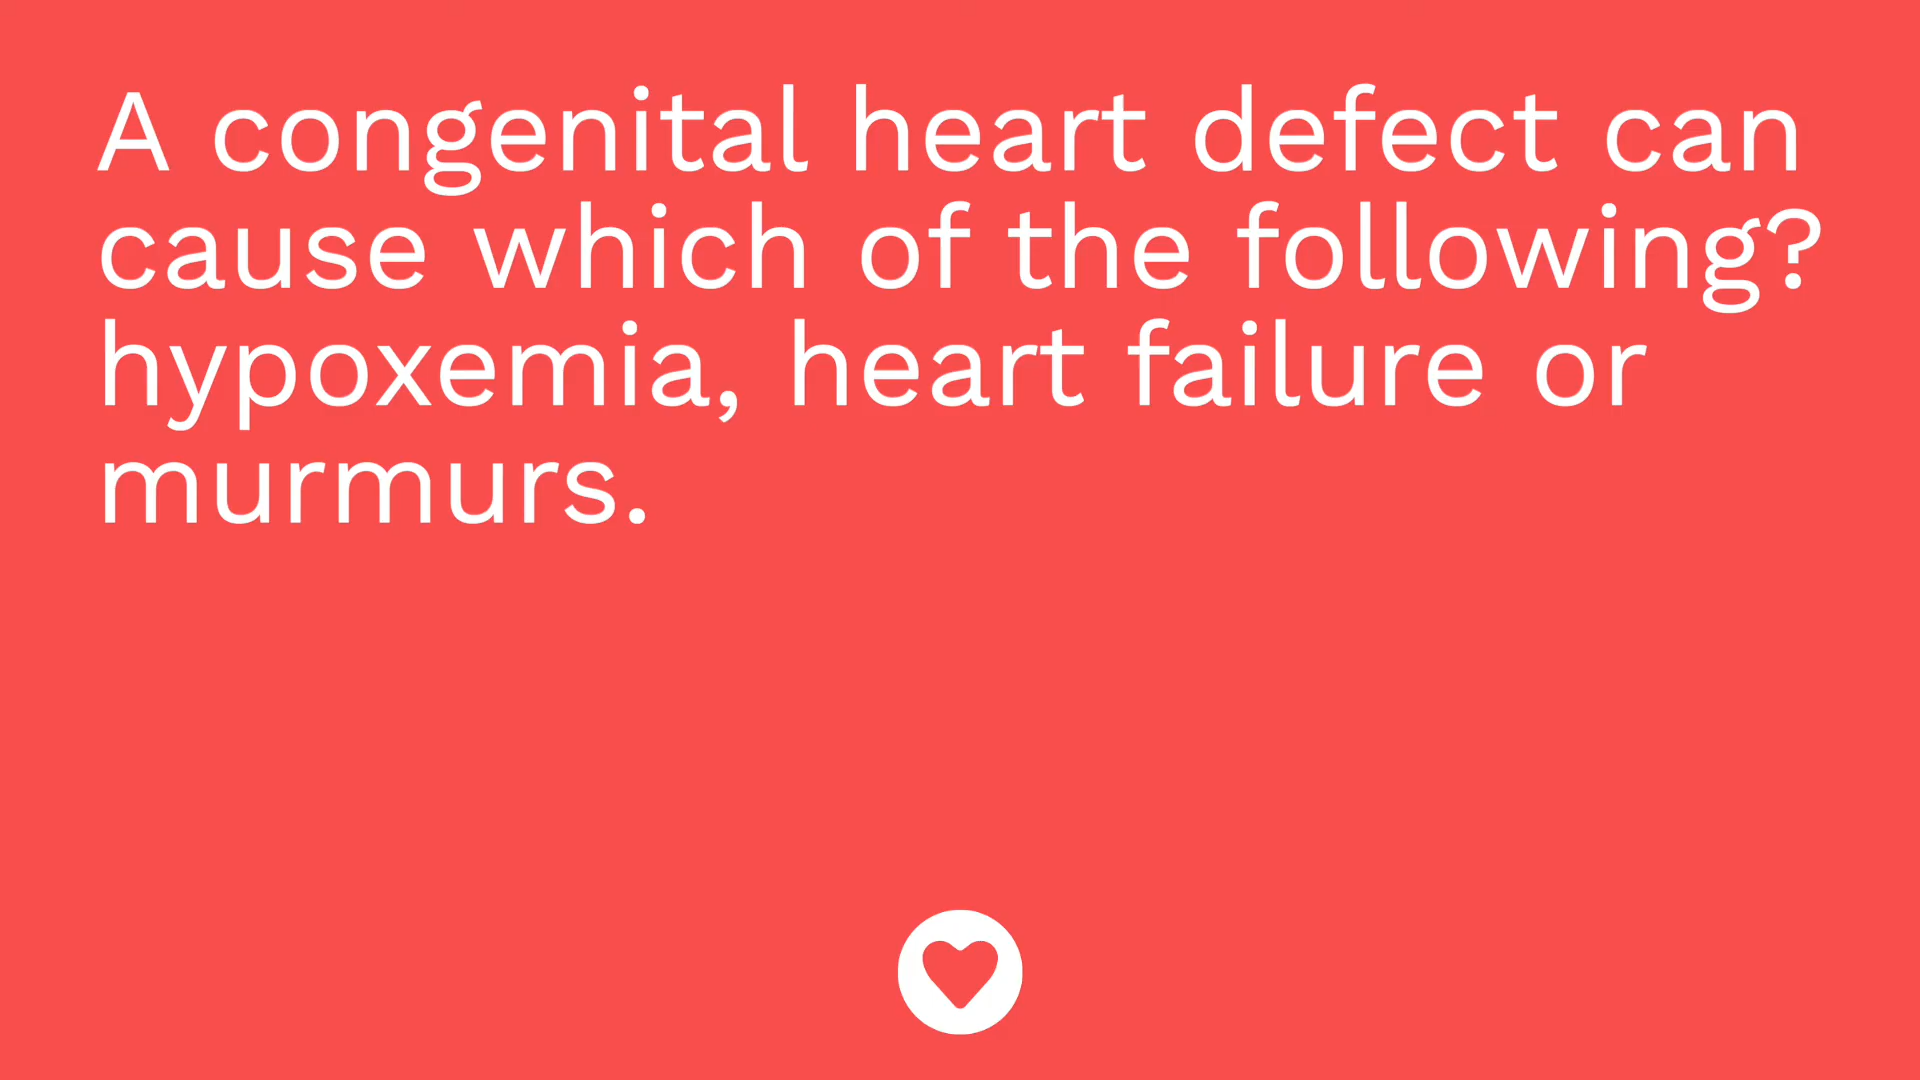 A congenital heart defect can
cause which of the following?
hypoxemia, heart failure or
murmurs.